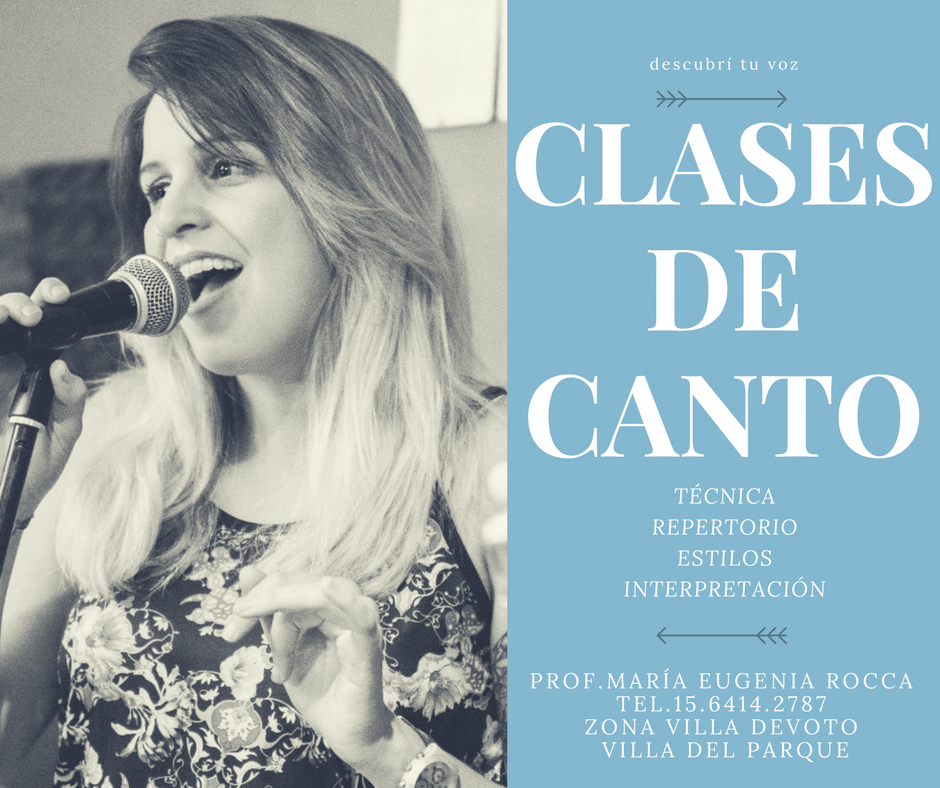 descubrí tu voz
CLASES
DE
CANTO
TÉCNICA
REPERTORIO
ESTILOS
INTERPRETACIÓN
PROF.MARÍA EUGENIA ROCCA
TEL.15.6414.2787
ZONA VILLA DEVOTO
VILLA DEL PARQUE